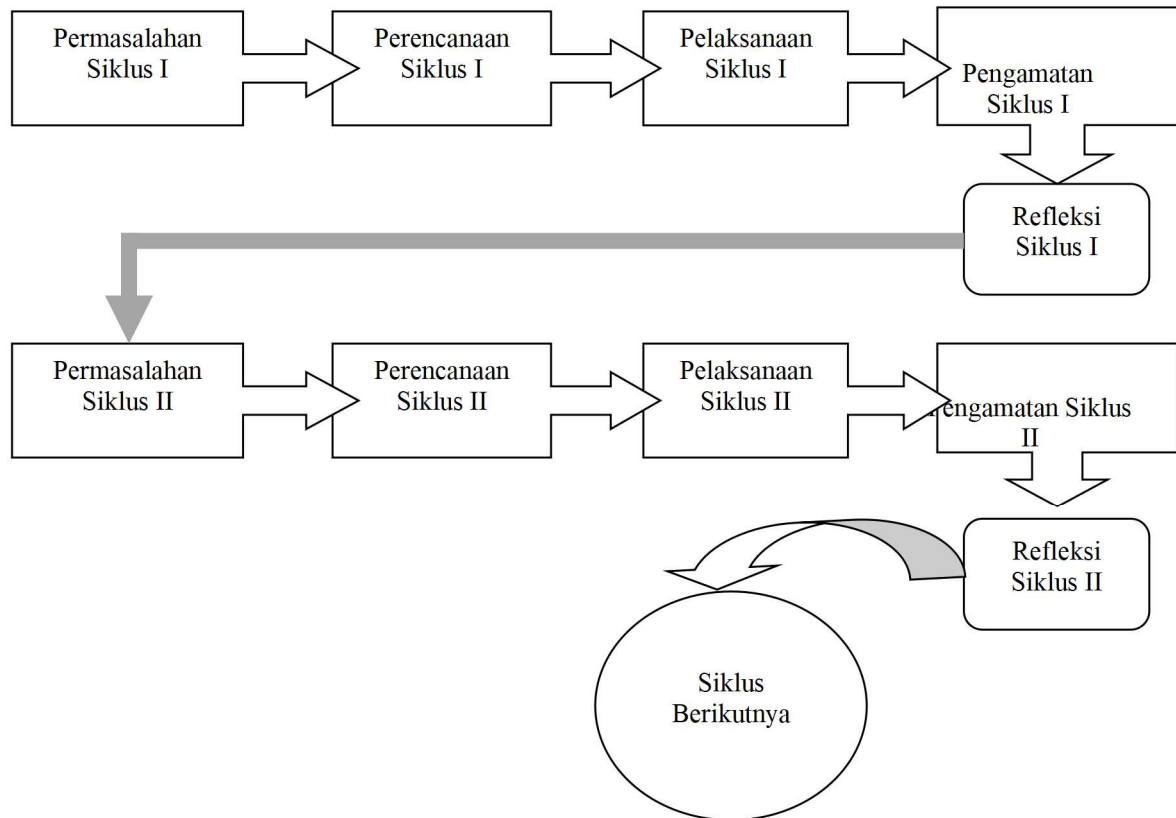 Permasalahan
Siklus I
Perencanaan
Siklus I
Pelaksanaan
Siklus I
Pengamatan
Siklus I
Refleksi
Siklus I
Permasalahan
Siklus II
Perencanaan
Siklus II
Pelaksanaan
Siklus II
Pengamatan Siklus
II
Refleksi
Siklus II
Siklus
Berikutnya